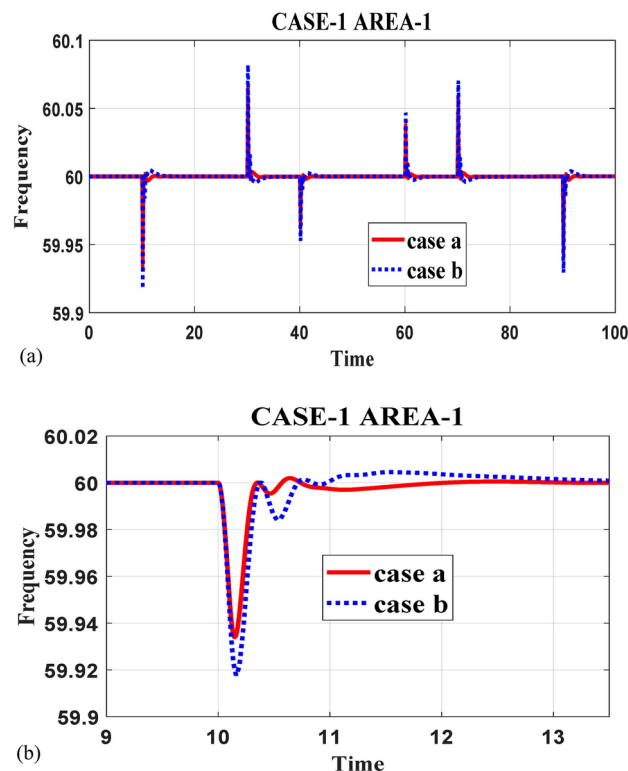 CASE-1 AREA-1
60.1
60.05
60
59.95
59.9
Frequency
case a
case b
0 20 40 60 80 100
(a)
Time
CASE-1 AREA-1
60.02
60
59.98
59.96
59.94
59.92
59.9
Frequency
case a
case b
9 10 11 12 13
(b)
Time